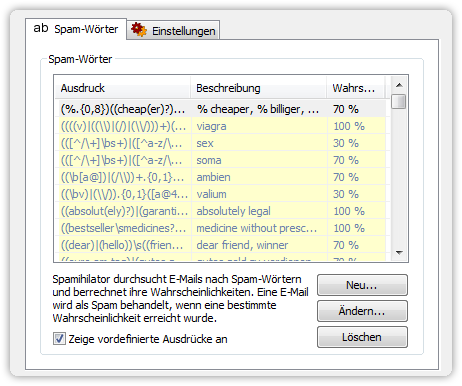 ab Spam-Wörter Einstellungen
Spam-Wörter
Ausdruck Beschreibung Wahrs...
(%.{0,8})((cheap(er)?)... % cheaper, % billiger, ... 70 %
((((v)|((\\)|(/)|(\\/)))+)(... viagra 100 %
(([^/\+]\bs+)|([^a-z/\... sex 30 %
(([^/\+]\bs+)|([^a-z/\... soma 70 %
((\b[a@])|(/\\))+.{0,1}... ambien 70 %
((\bv)|(\\/)).{0,1}([a@4... valium 30 %
((absolut(ely)?)|(garanti... absolutely legal 100 %
((bestseller\smedicines?... medicine without presc... 100 %
((dear)|(hello))\s((frien... dear friend, winner 70 %
Spamihilator durchsucht E-Mails nach Spam-Wörtern
und berechnet ihre Wahrscheinlichkeiten. Eine E-Mail
wird als Spam behandelt, wenn eine bestimmte
Wahrscheinlichkeit erreicht wurde.
Zeige vordefinierte Ausdrücke an
Neu...
Ändern...
Löschen